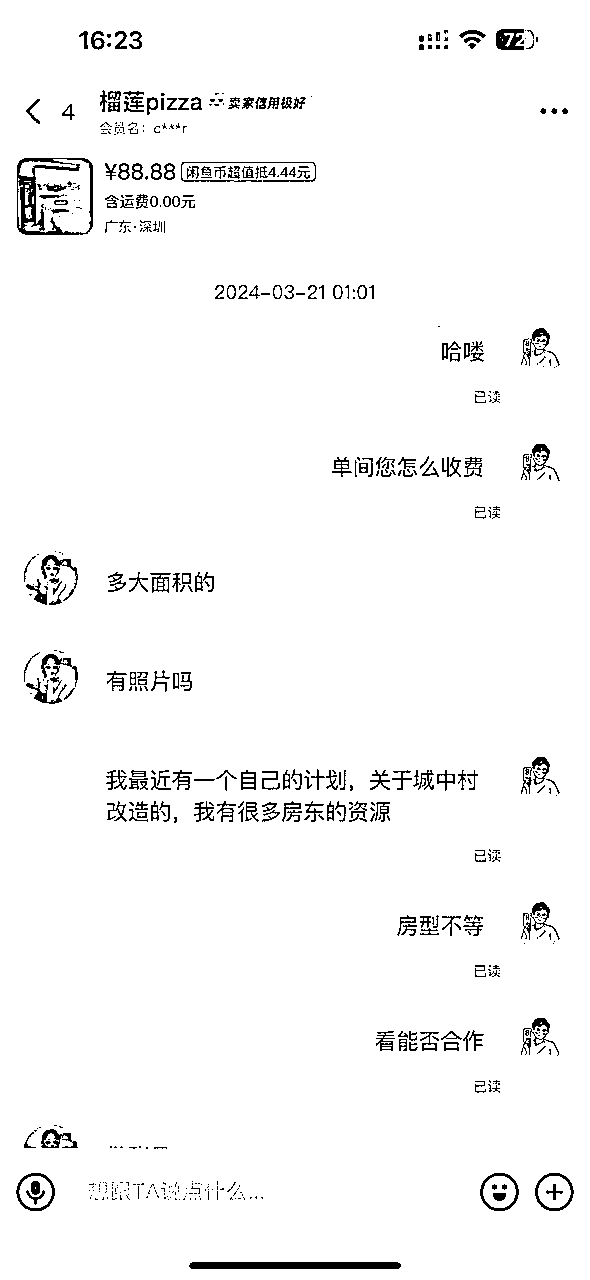 16:23
72
4
榴莲pizza
卖家信用极好
会员名：c***r
¥88.88 闲鱼币超值抵4.44元
含运费0.00元
广东·深圳
2024-03-21 01:01
哈喽
已读
单间您怎么收费
已读
多大面积的
有照片吗
我最近有一个自己的计划，关于城中村
改造的，我有很多房东的资源
已读
房型不等
已读
看能否合作
已读
想跟TA说点什么...